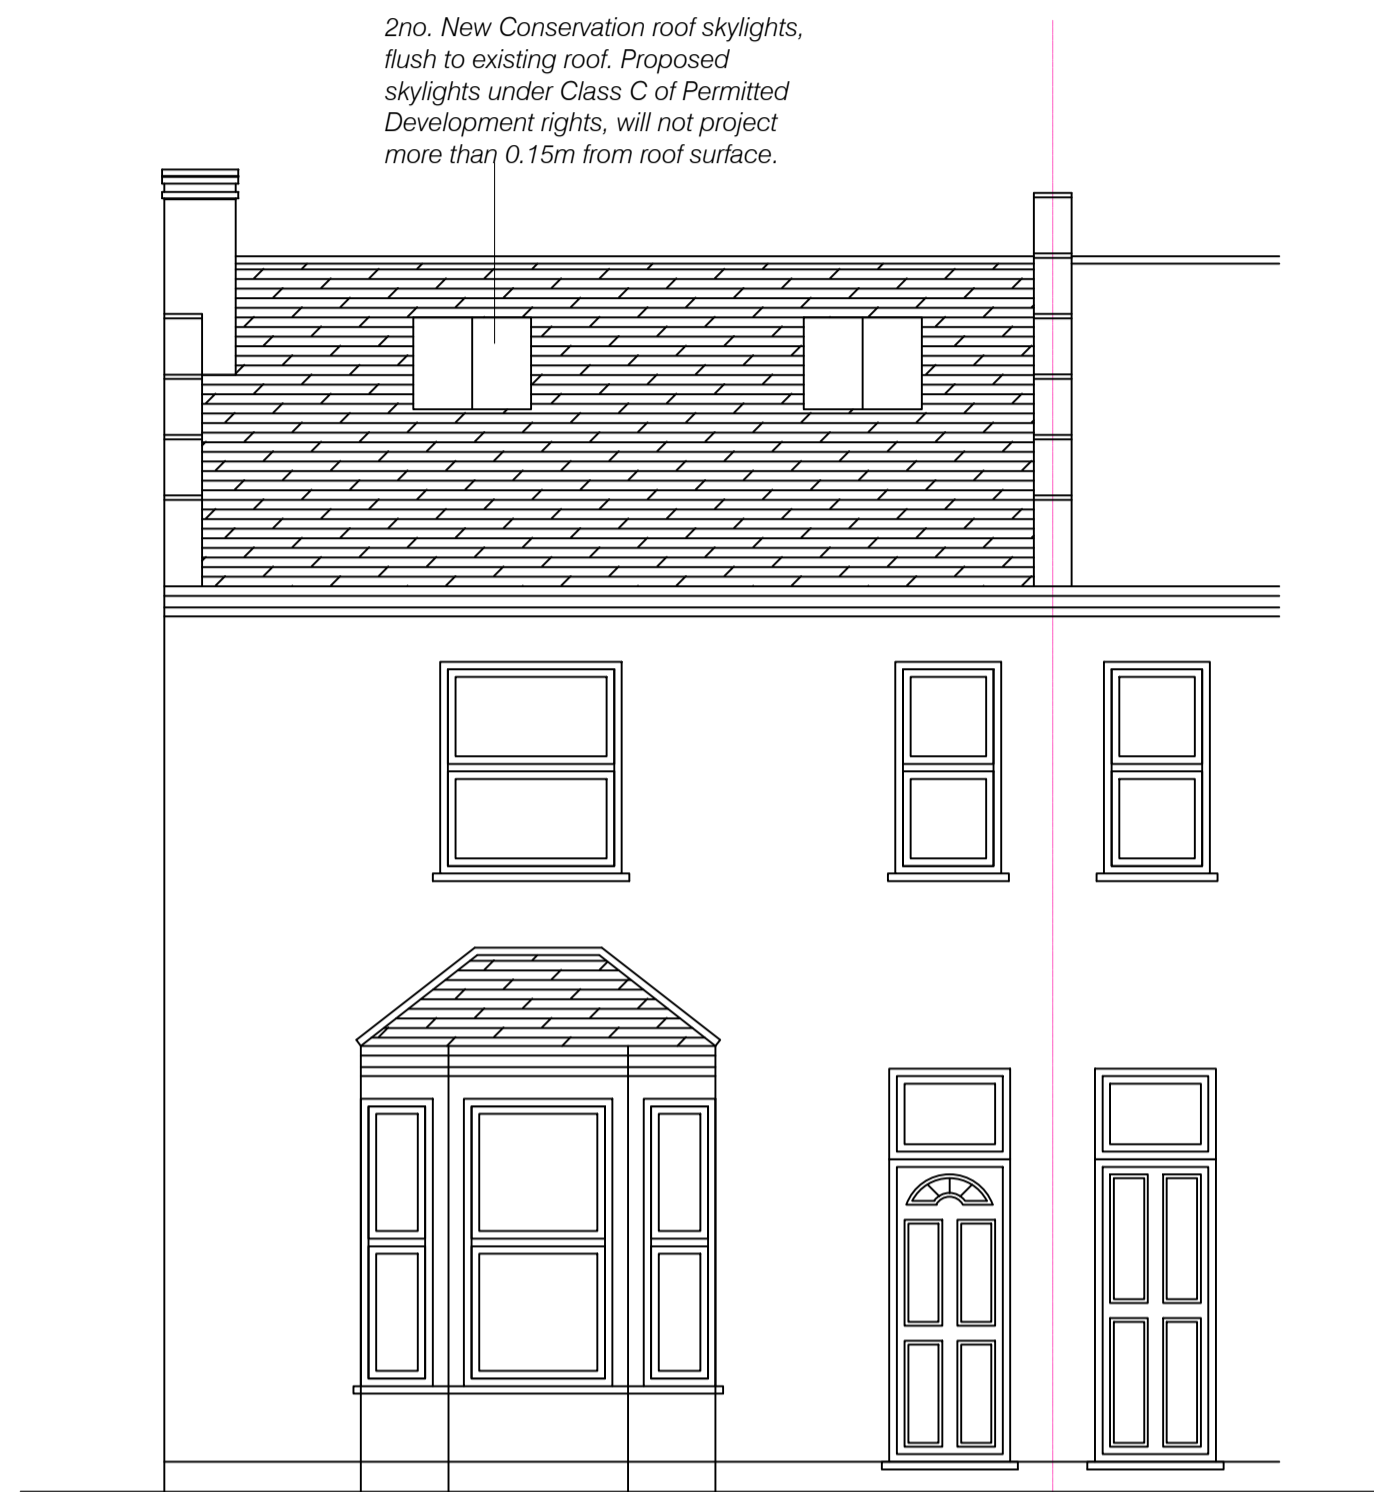 2no. New Conservation roof skylights,
flush to existing roof. Proposed
skylights under Class C of Permitted
Development rights, will not project
more than 0.15m from roof surface.